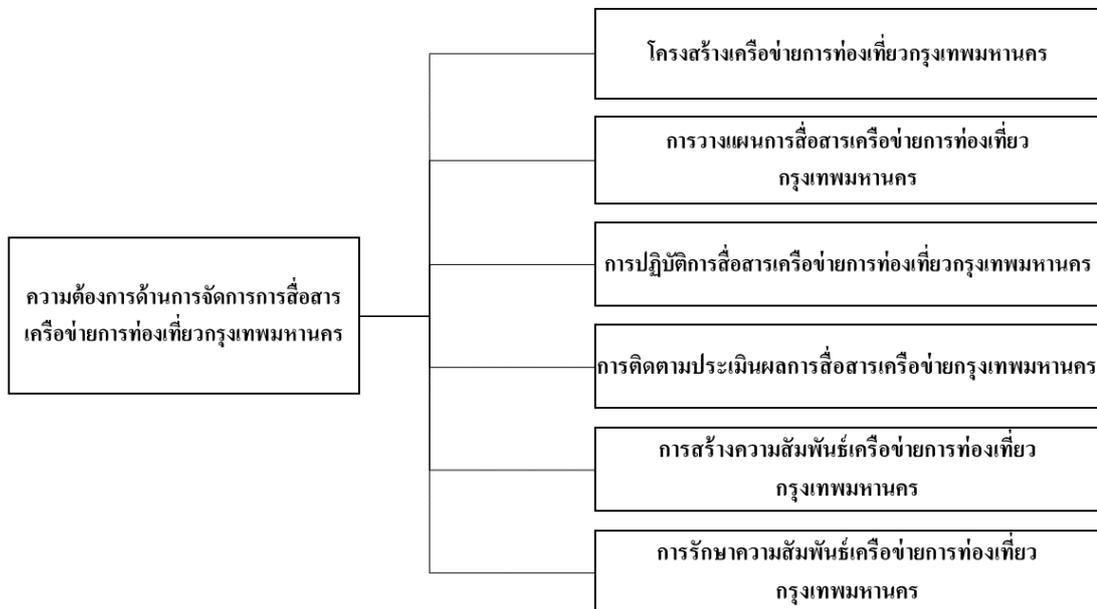 โครงสร้างเครือข่ายการท่องเที่ยวกรุงเทพมหานคร
การวางแผนการสื่อสารเครือข่ายการท่องเที่ยว
กรุงเทพมหานคร
การปฏิบัติการสื่อสารเครือข่ายการท่องเที่ยวกรุงเทพมหานคร
ความต้องการด้านการจัดการการสื่อสาร
เครือข่ายการท่องเที่ยวกรุงเทพมหานคร
การติดตามประเมินผลการสื่อสารเครือข่ายกรุงเทพมหานคร
การสร้างความสัมพันธ์เครือข่ายการท่องเที่ยว
กรุงเทพมหานคร
การรักษาความสัมพันธ์เครือข่ายการท่องเที่ยว
กรุงเทพมหานคร